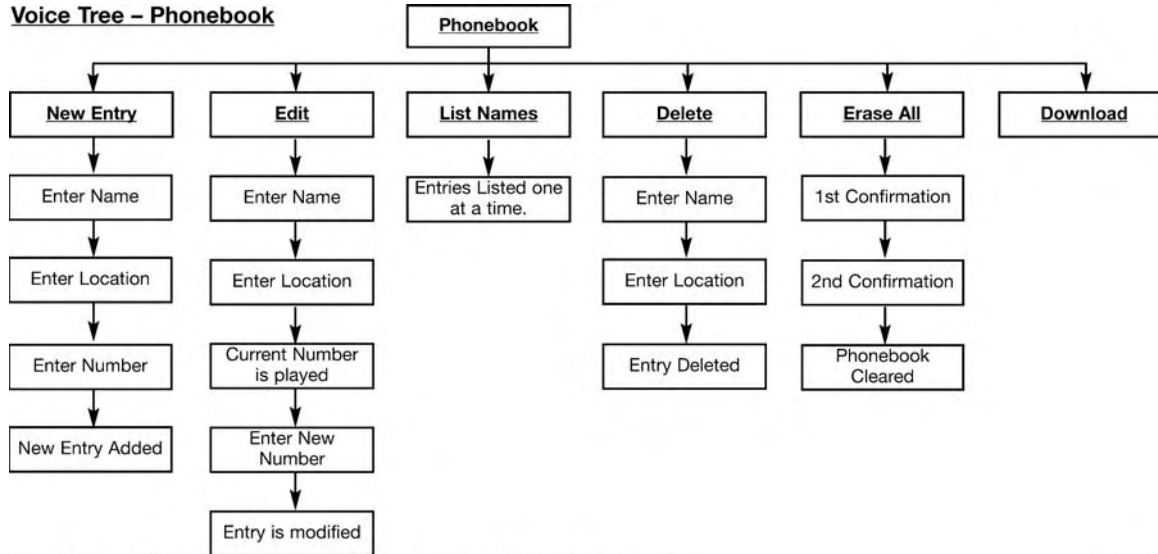 Voice Tree – Phonebook
Phonebook
New Entry
Edit
List Names
Delete
Erase All
Download
Enter Name
Enter Name
Entries Listed one
at a time.
Enter Name
1st Confirmation
Enter Location
Enter Location
Enter Location
2nd Confirmation
Enter Number
Current Number
is played
Entry Deleted
Phonebook
Cleared
New Entry Added
Enter New
Number
Entry is modified